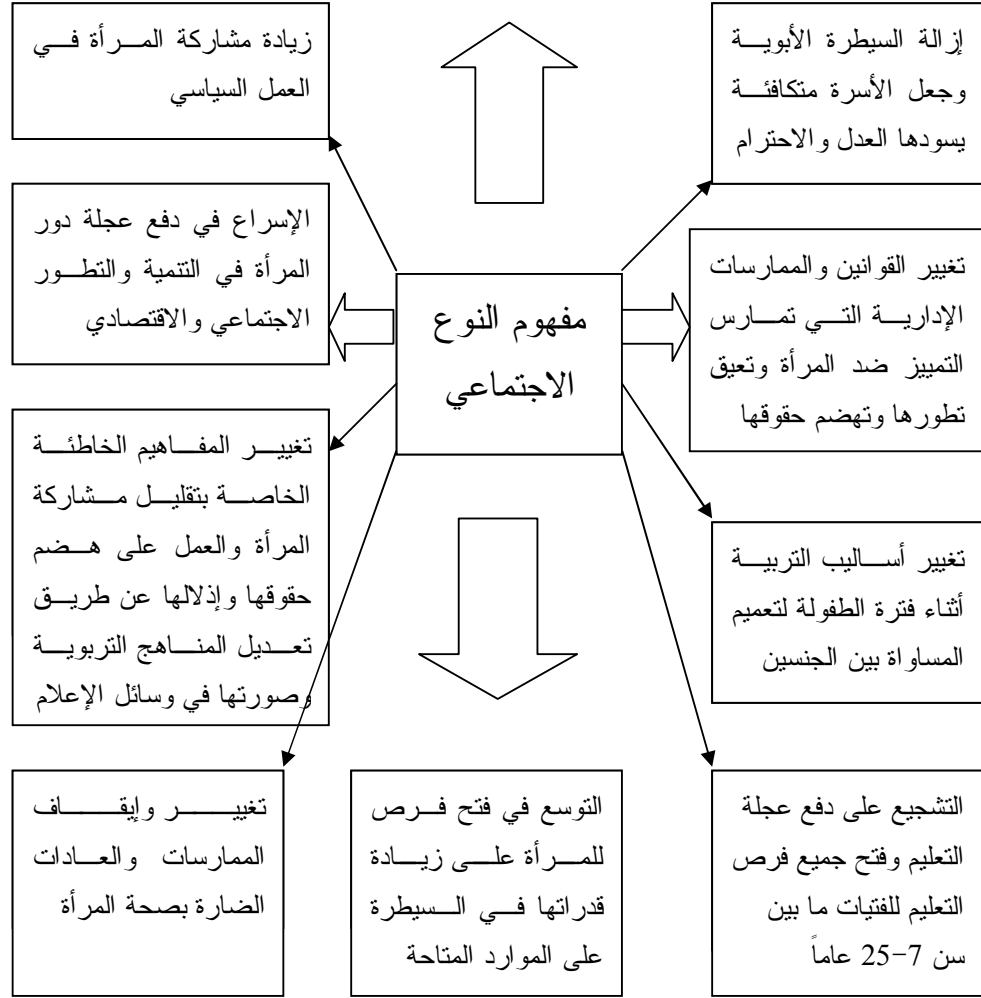 إزالة السيطرة الأبوية
وجعل الأسرة متكافئة
يسودها العدل والاحترام
زيادة مشاركة المرأة في
العمل السياسي
تغيير القوانين والممارسات
الإدارية التي تمارس
التمييز ضد المرأة وتعيق
تطورها وتهضم حقوقها
مفهوم النوع
الاجتماعي
الإسراع في دفع عجلة دور
المرأة في التنمية والتطور
الاجتماعي والاقتصادي
تغيير أساليب التربية
أثناء فترة الطفولة لتعميم
المساواة بين الجنسين
تغيير المفاهيم الخاطئة
الخاصة بتقليل مشاركة
المرأة والعمل على هضم
حقوقها وإذلالها عن طريق
تعديل المناهج التربوية
وصورتها في وسائل الإعلام
التشجيع على دفع عجلة
التعليم وفتح جميع فرص
التعليم للفتيات ما بين
سن 7-25 عاماً
التوسع في فتح فرص
للمرأة على زيادة
قدراتها في السيطرة
على الموارد المتاحة
تغيير وإيقاف
الممارسات والعادات
الضارة بصحة المرأة